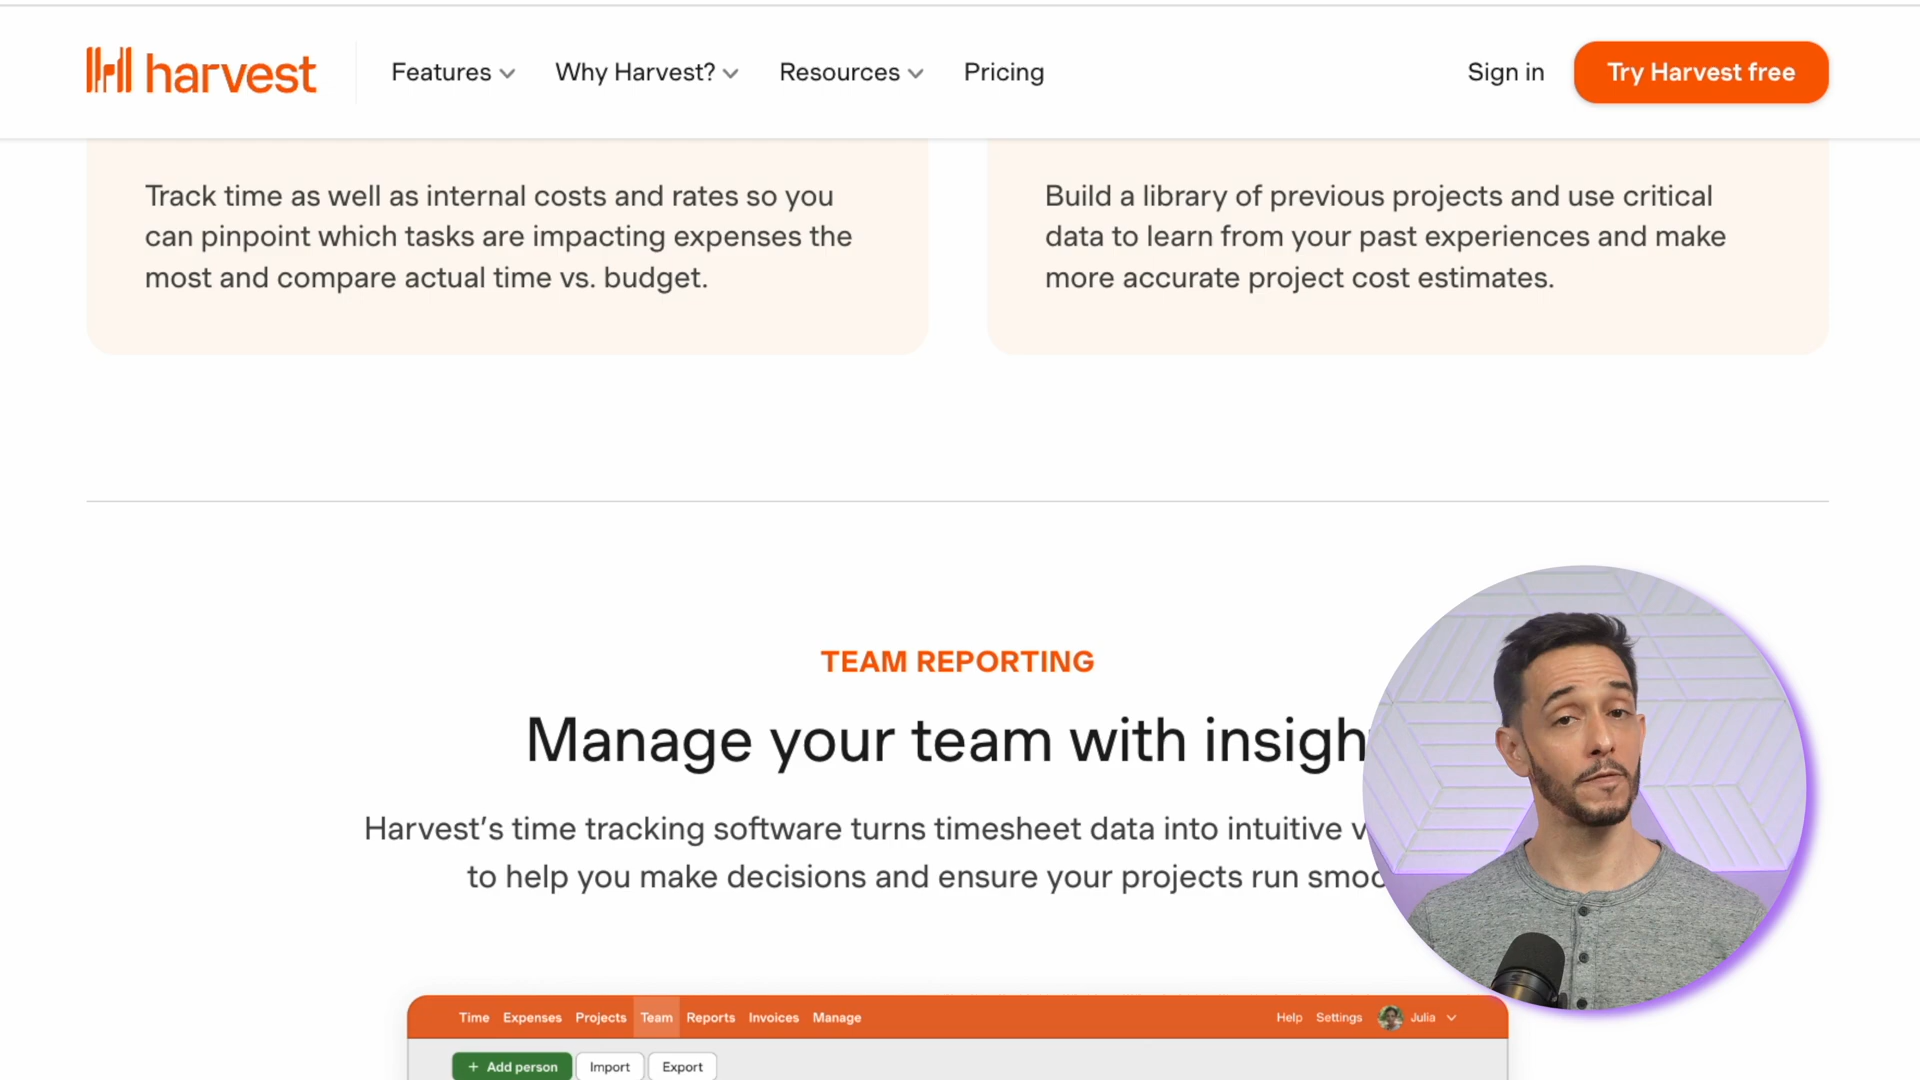 harvest
Features
Why Harvest?
Resources
Pricing
Sign in
Try Harvest free
Track time as well as internal costs and rates so you
can pinpoint which tasks are impacting expenses the
most and compare actual time vs. budget.
Build a library of previous projects and use critical
data to learn from your past experiences and make
more accurate project cost estimates.
TEAM REPORTING
Manage your team with insigh
Harvest’s time tracking software turns timesheet data into intuitive v
to help you make decisions and ensure your projects run smoo
Time Expenses Projects Team Reports Invoices Manage
Help Settings Julia
+ Add person Import Export